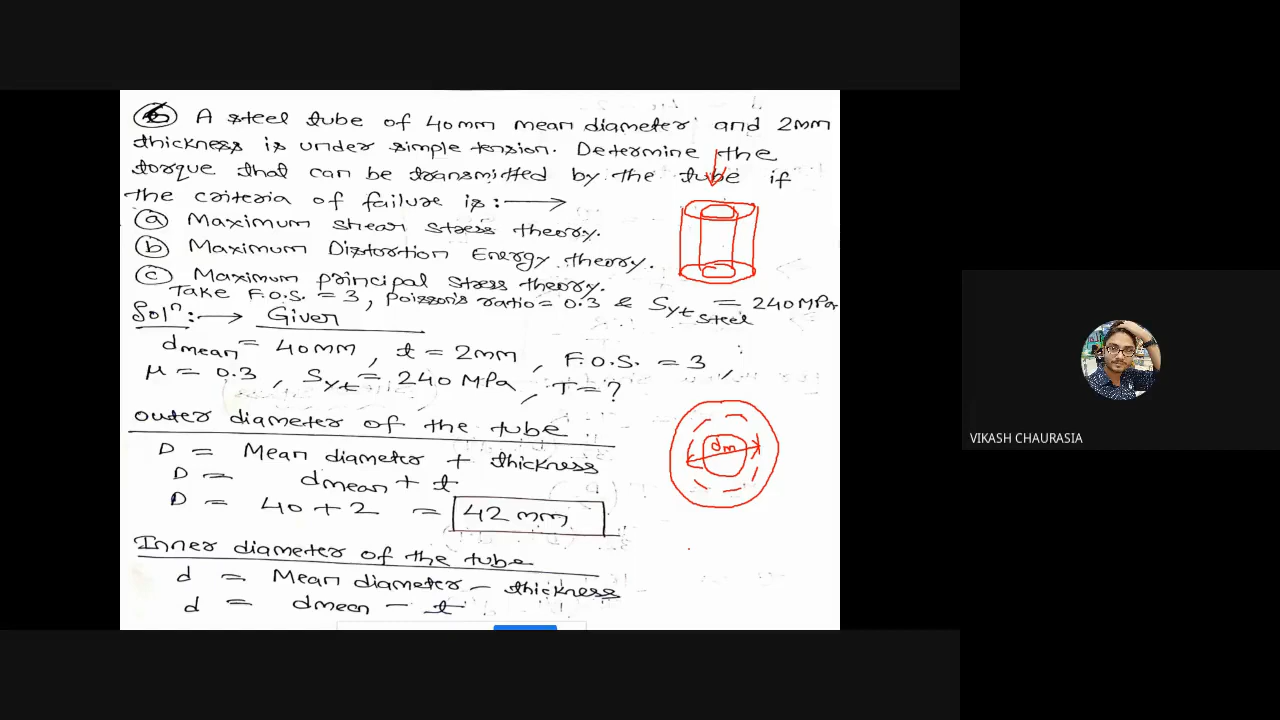 ⑥ A steel tube of 40mm mean diameter and 2mm
thickness is under simple tension. Determine the
torque that can be transmitted by the tube if
the criteria of failure is:→
ⓐ Maximum shear stress theory.
ⓑ Maximum Distortion Energy theory.
ⓒ Maximum principal stress theory.
Take F.O.S. = 3, poisson's ratio = 0.3 & Syt steel = 240 MPa
Solⁿ:→ Given
dmean = 40mm, t = 2mm, F.O.S. = 3,
μ = 0.3, Syt = 240 MPa, T = ?
outer diameter of the tube
D = Mean diameter + thickness
D = dmean + t
D = 40 + 2 = 42 mm
dm
Inner diameter of the tube
d = Mean diameter - thickness
d = dmean - t
VIKASH CHAURASIA